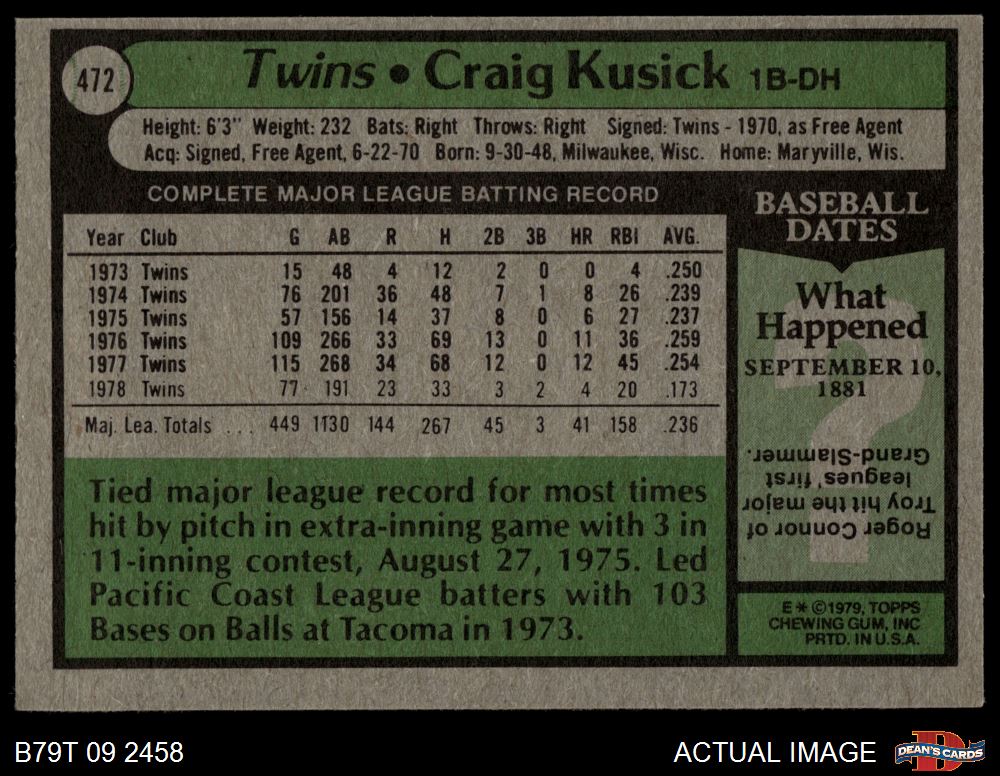 472
Twins • Craig Kusick 1B-DH
Height: 6'3" Weight: 232 Bats: Right Throws: Right Signed: Twins - 1970, as Free Agent
Acq: Signed, Free Agent, 6-22-70 Born: 9-30-48, Milwaukee, Wisc. Home: Maryville, Wis.
COMPLETE MAJOR LEAGUE BATTING RECORD
Year Club G AB R H 2B 3B HR RBI AVG.
1973 Twins 15 48 4 12 2 0 0 4 .250
1974 Twins 76 201 36 48 7 1 8 26 .239
1975 Twins 57 156 14 37 8 0 6 27 .237
1976 Twins 109 266 33 69 13 0 11 36 .259
1977 Twins 115 268 34 68 12 0 12 45 .254
1978 Twins 77 191 23 33 3 2 4 20 .173
Maj. Lea. Totals ... 449 1130 144 267 45 3 41 158 .236
Tied major league record for most times
hit by pitch in extra-inning game with 3 in
11-inning contest, August 27, 1975. Led
Pacific Coast League batters with 103
Bases on Balls at Tacoma in 1973.
BASEBALL
DATES
What
Happened
SEPTEMBER 10,
1881
?
Roger Connor of
Troy hit the major
leagues' first
Grand-Slammer.
E * ©1979, TOPPS
CHEWING GUM, INC
PRTD. IN U.S.A.
B79T 09 2458
ACTUAL IMAGE
D
DEAN'S CARDS